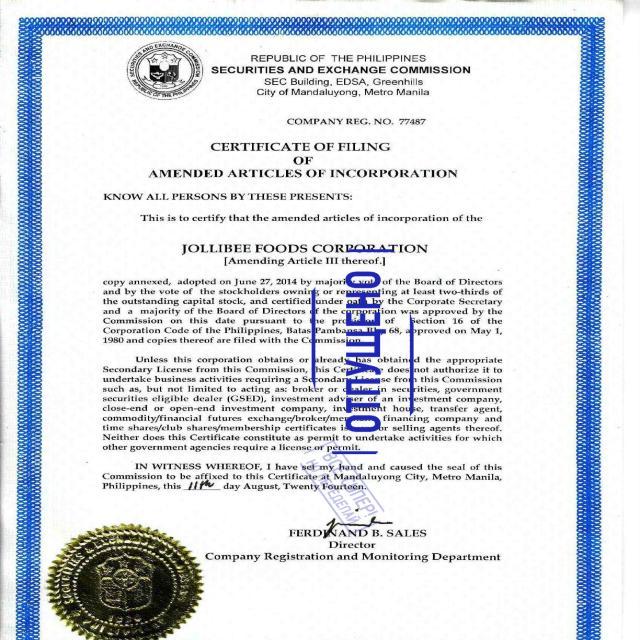 REPUBLIC OF THE PHILIPPINES
SECURITIES AND EXCHANGE COMMISSION
SEC Building, EDSA, Greenhills
City of Mandaluyong, Metro Manila
COMPANY REG. NO. 77487
CERTIFICATE OF FILING
OF
AMENDED ARTICLES OF INCORPORATION
KNOW ALL PERSONS BY THESE PRESENTS:
This is to certify that the amended articles of incorporation of the
JOLLIBEE FOODS CORPORATION
[Amending Article III thereof.]
copy annexed, adopted on June 27, 2014 by majority vote of the Board of Directors
and by the vote of the stockholders owning or representing at least two-thirds of
the outstanding capital stock, and certified under oath by the Corporate Secretary
and a majority of the Board of Directors of the corporation was approved by the
Commission on this date pursuant to the provision of Section 16 of the
Corporation Code of the Philippines, Batas Pambansa Blg. 68, approved on May 1,
1980 and copies thereof are filed with the Commission.
Unless this corporation obtains or already has obtained the appropriate
Secondary License from this Commission, this Certificate does not authorize it to
undertake business activities requiring a Secondary License from this Commission
such as, but not limited to acting as: broker or dealer in securities, government
securities eligible dealer (GSED), investment adviser of an investment company,
close-end or open-end investment company, investment house, transfer agent,
commodity/financial futures exchange/broker/merchant, financing company and
time shares/club shares/membership certificates issuers or selling agents thereof.
Neither does this Certificate constitute as permit to undertake activities for which
other government agencies require a license or permit.
IN WITNESS WHEREOF, I have set my hand and caused the seal of this
Commission to be affixed to this Certificate at Mandaluyong City, Metro Manila,
Philippines, this 11th day August, Twenty Fourteen.
FERDINAND B. SALES
Director
Company Registration and Monitoring Department
ОТПУЩЕНО